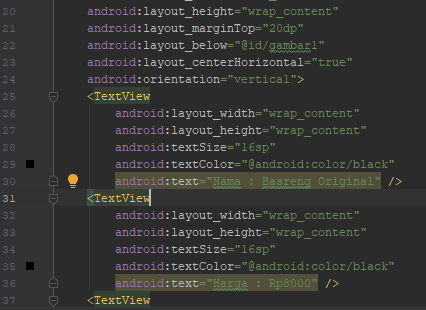 20 android:layout_height="wrap_content"
21 android:layout_marginTop="20dp"
22 android:layout_below="@id/gambar1"
23 android:layout_centerHorizontal="true"
24 android:orientation="vertical">
25 <TextView
26 android:layout_width="wrap_content"
27 android:layout_height="wrap_content"
28 android:textSize="16sp"
29 android:textColor="@android:color/black"
30 android:text="Nama : Basreng Original" />
31 <TextView
32 android:layout_width="wrap_content"
33 android:layout_height="wrap_content"
34 android:textSize="16sp"
35 android:textColor="@android:color/black"
36 android:text="Harga : Rp8000" />
37 <TextView